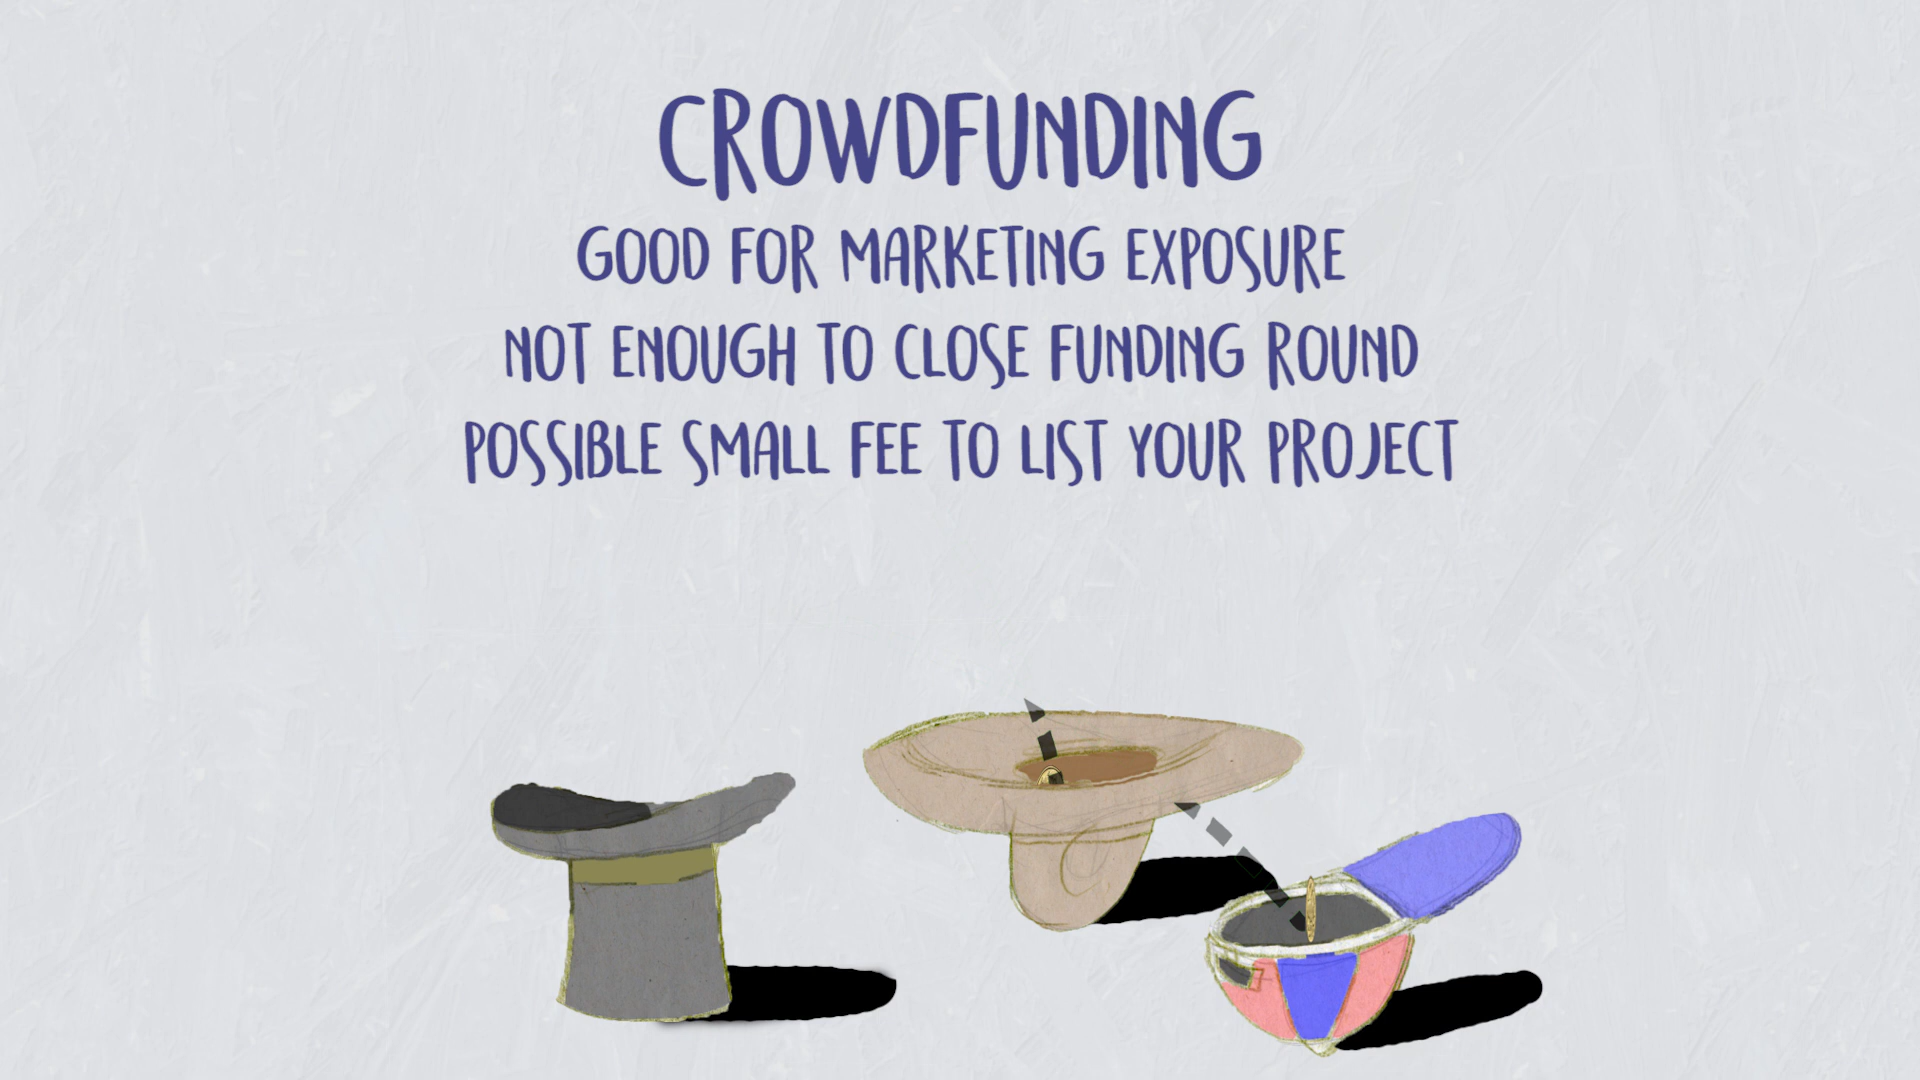 CROWDFUNDING
GOOD FOR MARKETING EXPOSURE
NOT ENOUGH TO CLOSE FUNDING ROUND
POSSIBLE SMALL FEE TO LIST YOUR PROJECT